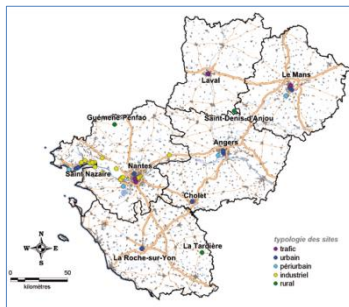 Laval
Le Mans
Guémené-Penfao
Saint-Denis-d'Anjou
Angers
Nantes
Saint Nazaire
Cholet
La Roche-sur-Yon
La Tardière
N
W E
S
0 50
kilomètres
typologie des sites
trafic
urbain
périurbain
industriel
rural